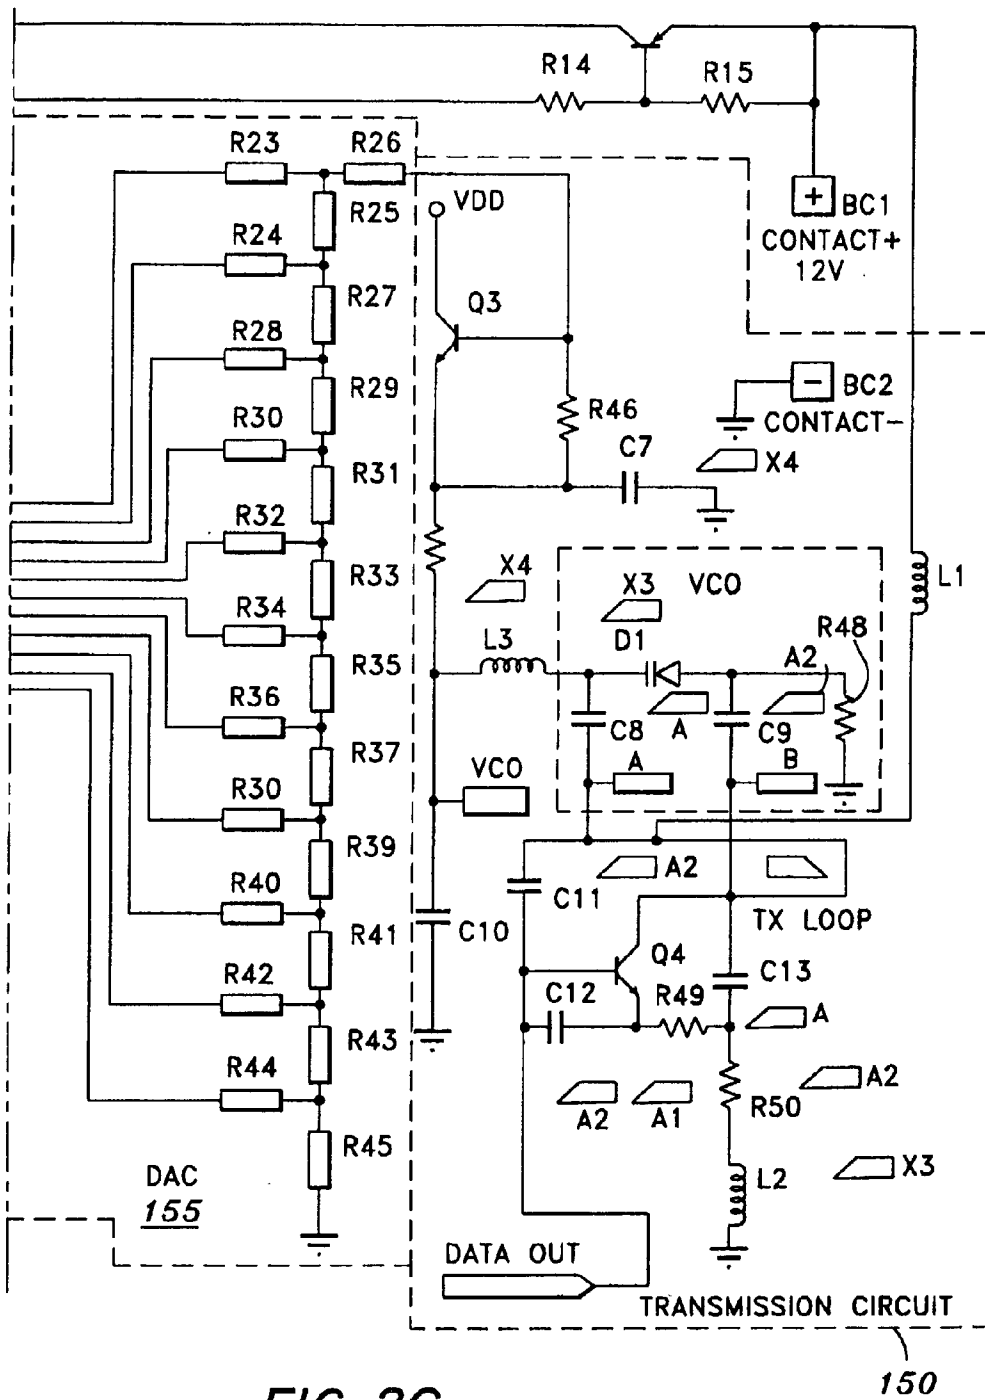 R14
R15
R23
R26
VDD
R25
+
BC1
CONTACT+
12V
R24
R27
Q3
R28
R29
-
BC2
CONTACT-
R46
R30
C7
X4
R31
R32
X4
X3
VCO
L1
R33
R34
L3
D1
A2
R48
R35
R36
C8
A
C9
R37
VCO
A
B
R30
R39
A2
C11
TX LOOP
R40
R41
C10
Q4
C13
R42
C12
R49
A
R43
R44
A2
R50
A2
A1
R45
L2
X3
DAC
155
DATA OUT
TRANSMISSION CIRCUIT
150